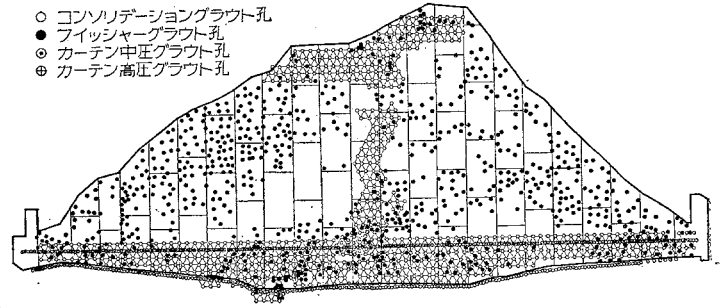 ○ コンソリデーショングラウト孔
● フイッシャーグラウト孔
◉ カーテン中圧グラウト孔
⊕ カーテン高圧グラウト孔